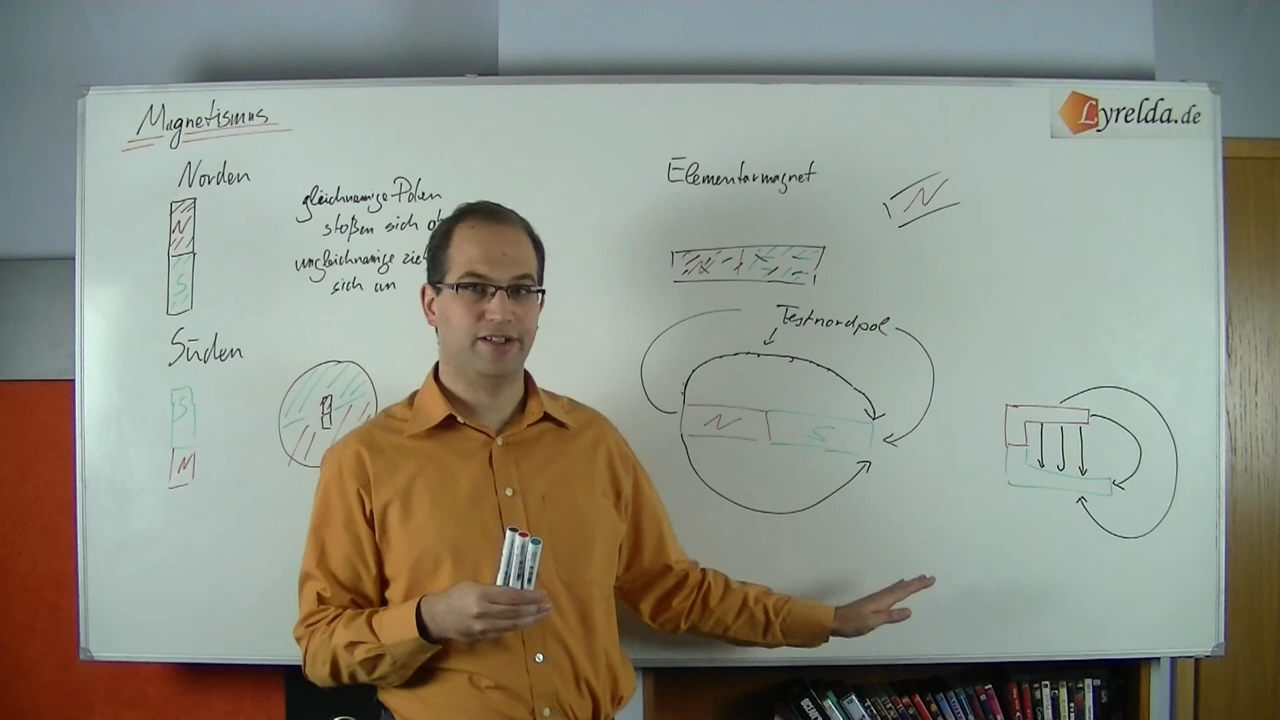 Magnetismus
Lyrelda.de
Norden
N
S
gleichnamige Polen
stoßen sich ab
ungleichnamige zieh
sich an
Süden
S
N
Elementarmagnet
N
Testnordpol
N
S